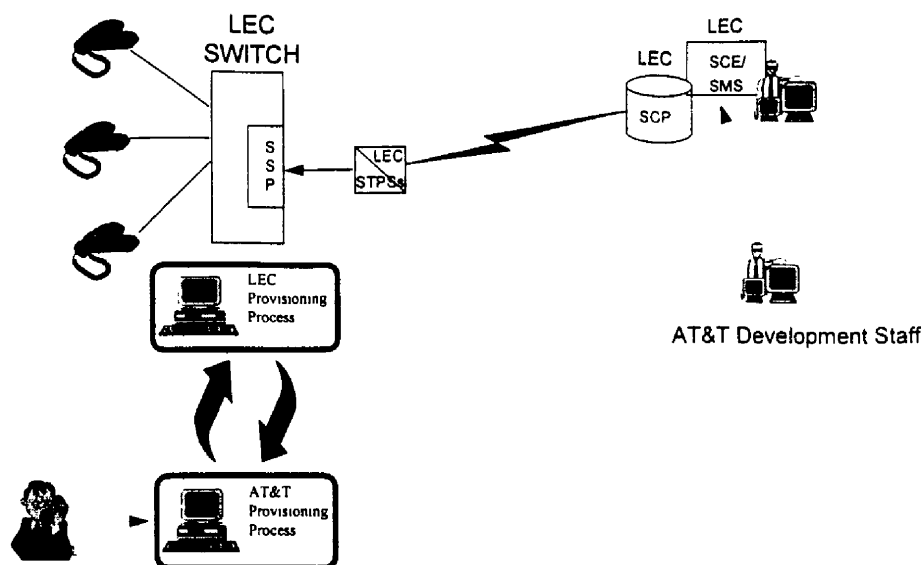 LEC
SWITCH
LEC
LEC
SCE/
SMS
SCP
S
S
P
LEC
STPSs
LEC
Provisioning
Process
AT&T Development Staff
AT&T
Provisioning
Process